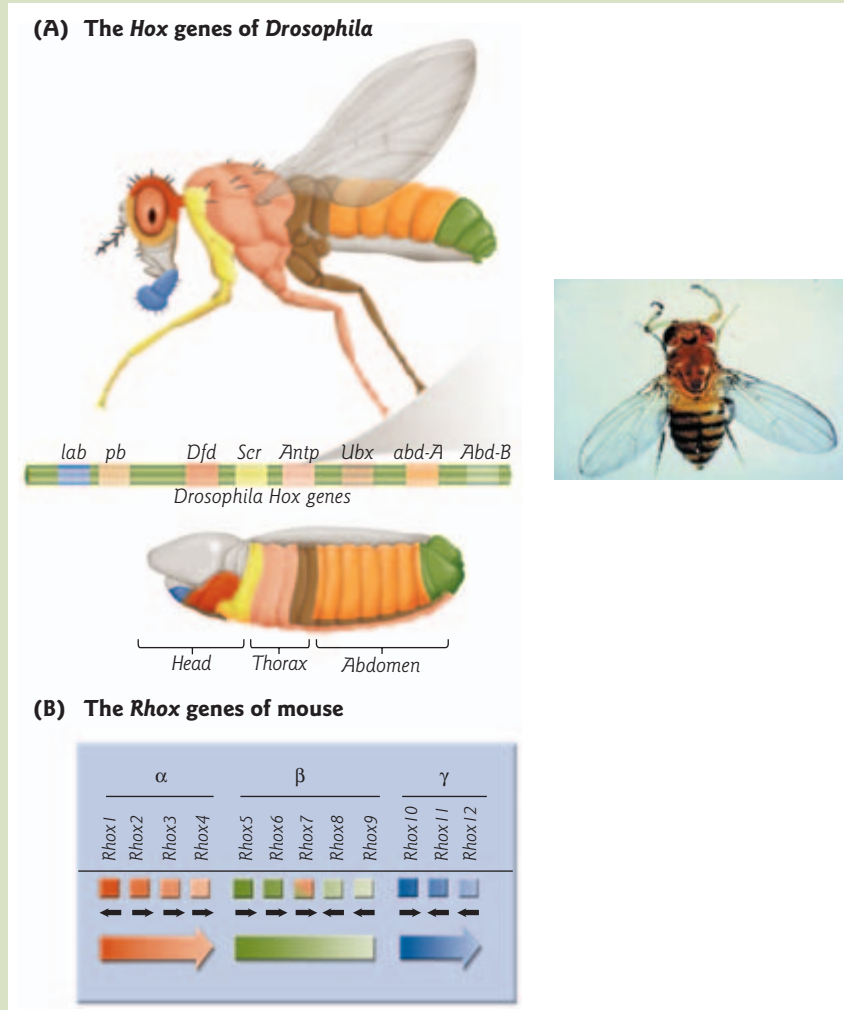 (A) The Hox genes of Drosophila
lab pb Dfd Scr Antp Ubx abd-A Abd-B
Drosophila Hox genes
Head Thorax Abdomen
(B) The Rhox genes of mouse
α β γ
Rhox1 Rhox2 Rhox3 Rhox4 Rhox5 Rhox6 Rhox7 Rhox8 Rhox9 Rhox10 Rhox11 Rhox12